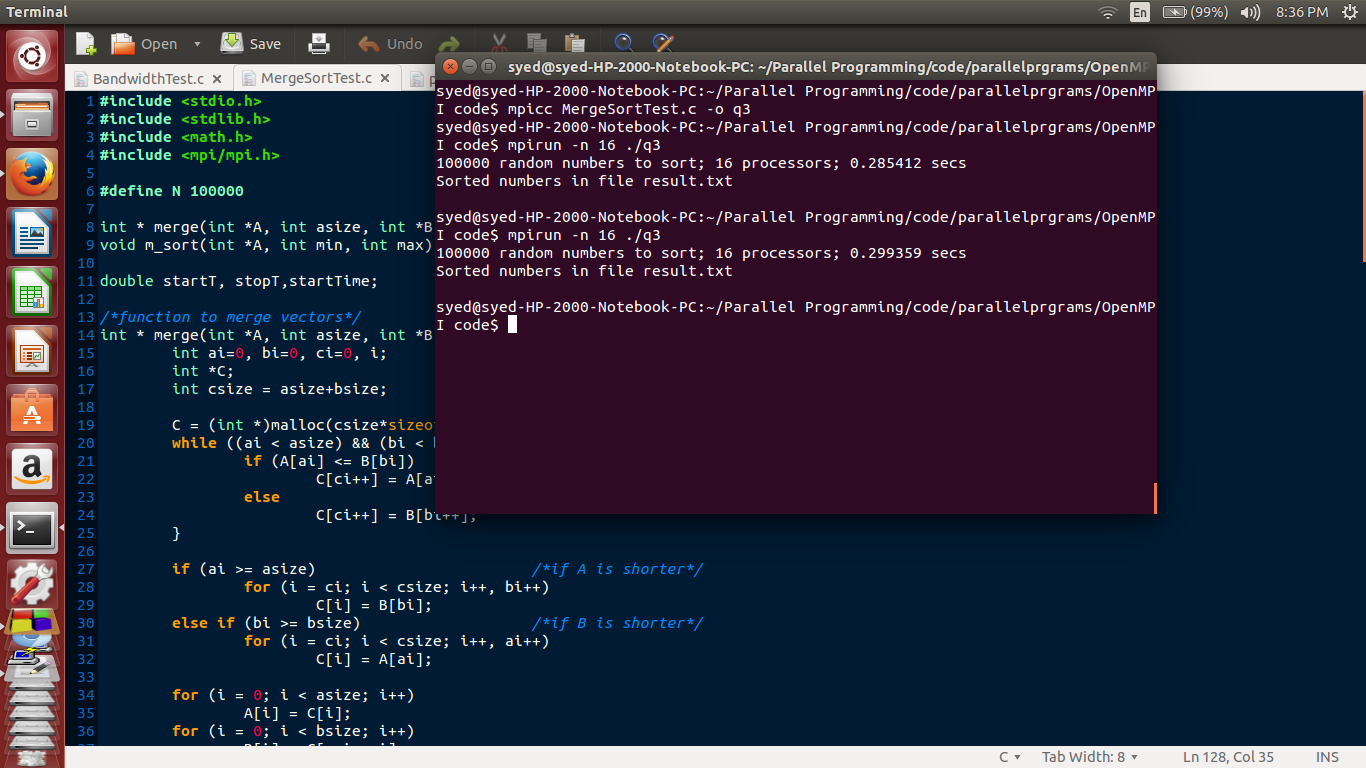 Terminal
En (99%) 8:36 PM
Open Save Undo
BandwidthTest.c MergeSortTest.c p
syed@syed-HP-2000-Notebook-PC: ~/Parallel Programming/code/parallelprgrams/OpenM
syed@syed-HP-2000-Notebook-PC:~/Parallel Programming/code/parallelprgrams/OpenMP
I code$ mpicc MergeSortTest.c -o q3
syed@syed-HP-2000-Notebook-PC:~/Parallel Programming/code/parallelprgrams/OpenMP
I code$ mpirun -n 16 ./q3
100000 random numbers to sort; 16 processors; 0.285412 secs
Sorted numbers in file result.txt
syed@syed-HP-2000-Notebook-PC:~/Parallel Programming/code/parallelprgrams/OpenMP
I code$ mpirun -n 16 ./q3
100000 random numbers to sort; 16 processors; 0.299359 secs
Sorted numbers in file result.txt
syed@syed-HP-2000-Notebook-PC:~/Parallel Programming/code/parallelprgrams/OpenMP
I code$
1 #include <stdio.h>
2 #include <stdlib.h>
3 #include <math.h>
4 #include <mpi/mpi.h>
5
6 #define N 100000
7
8 int * merge(int *A, int asize, int *B
9 void m_sort(int *A, int min, int max)
10
11 double startT, stopT,startTime;
12
13 /*function to merge vectors*/
14 int * merge(int *A, int asize, int *B
15 int ai=0, bi=0, ci=0, i;
16 int *C;
17 int csize = asize+bsize;
18
19 C = (int *)malloc(csize*sizeo
20 while ((ai < asize) && (bi <
21 if (A[ai] <= B[bi])
22 C[ci++] = A[a
23 else
24 C[ci++] = B[bi++];
25 }
26
27 if (ai >= asize) /*if A is shorter*/
28 for (i = ci; i < csize; i++, bi++)
29 C[i] = B[bi];
30 else if (bi >= bsize) /*if B is shorter*/
31 for (i = ci; i < csize; i++, ai++)
32 C[i] = A[ai];
33
34 for (i = 0; i < asize; i++)
35 A[i] = C[i];
36 for (i = 0; i < bsize; i++)
C Tab Width: 8 Ln 128, Col 35 INS